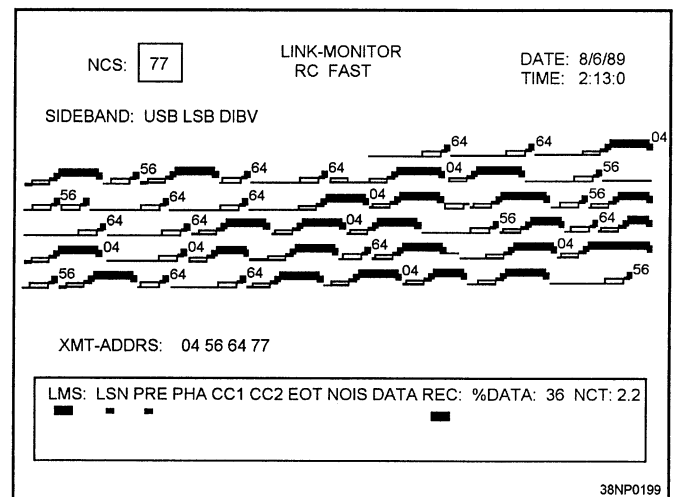 LINK-MONITOR
NCS: 77 RC FAST DATE: 8/6/89
TIME: 2:13:0
SIDEBAND: USB LSB DIBV
64 64 04
56 64 64 04 56
56 64 64 04 56
64 64 04 56 64
04 04 64 04
56 64 64 04 56
XMT-ADDRS: 04 56 64 77
LMS: LSN PRE PHA CC1 CC2 EOT NOIS DATA REC: %DATA: 36 NCT: 2.2
38NP0199